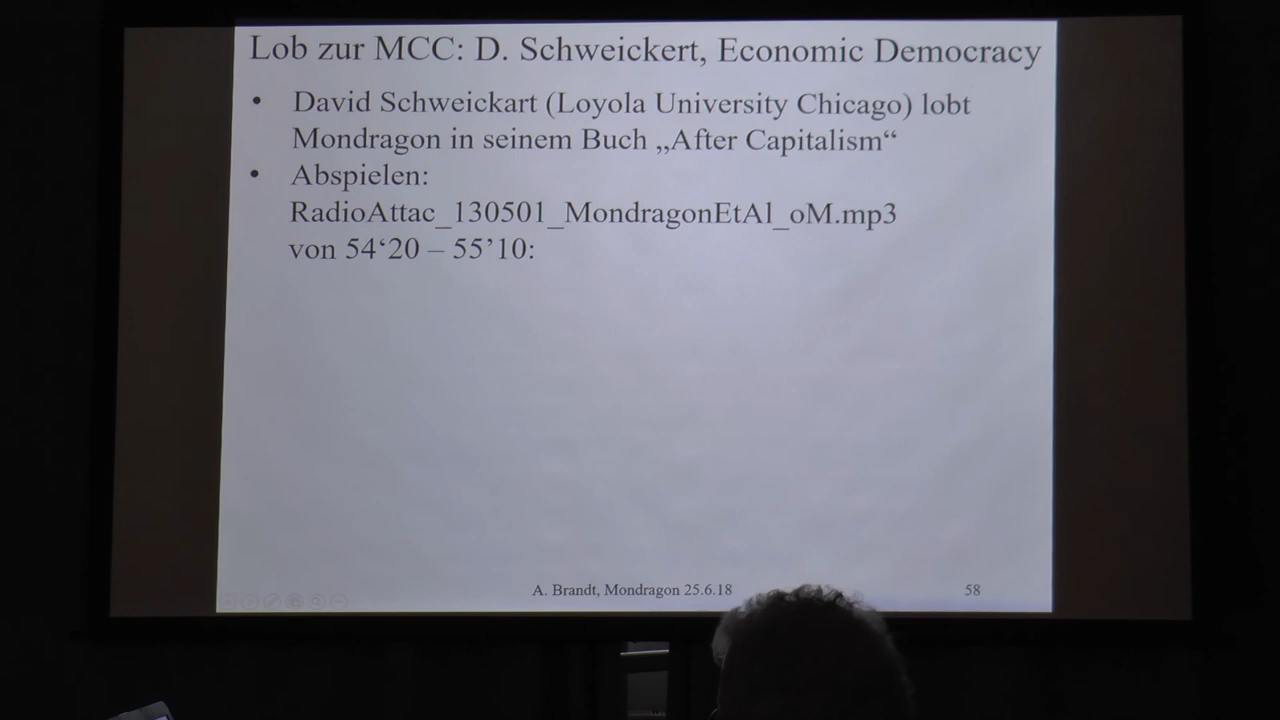 Lob zur MCC: D. Schweickert, Economic Democracy
• David Schweickart (Loyola University Chicago) lobt
Mondragon in seinem Buch „After Capitalism“
• Abspielen:
RadioAttac_130501_MondragonEtAl_oM.mp3
von 54‘20 – 55’10:
A. Brandt, Mondragon 25.6.18
58